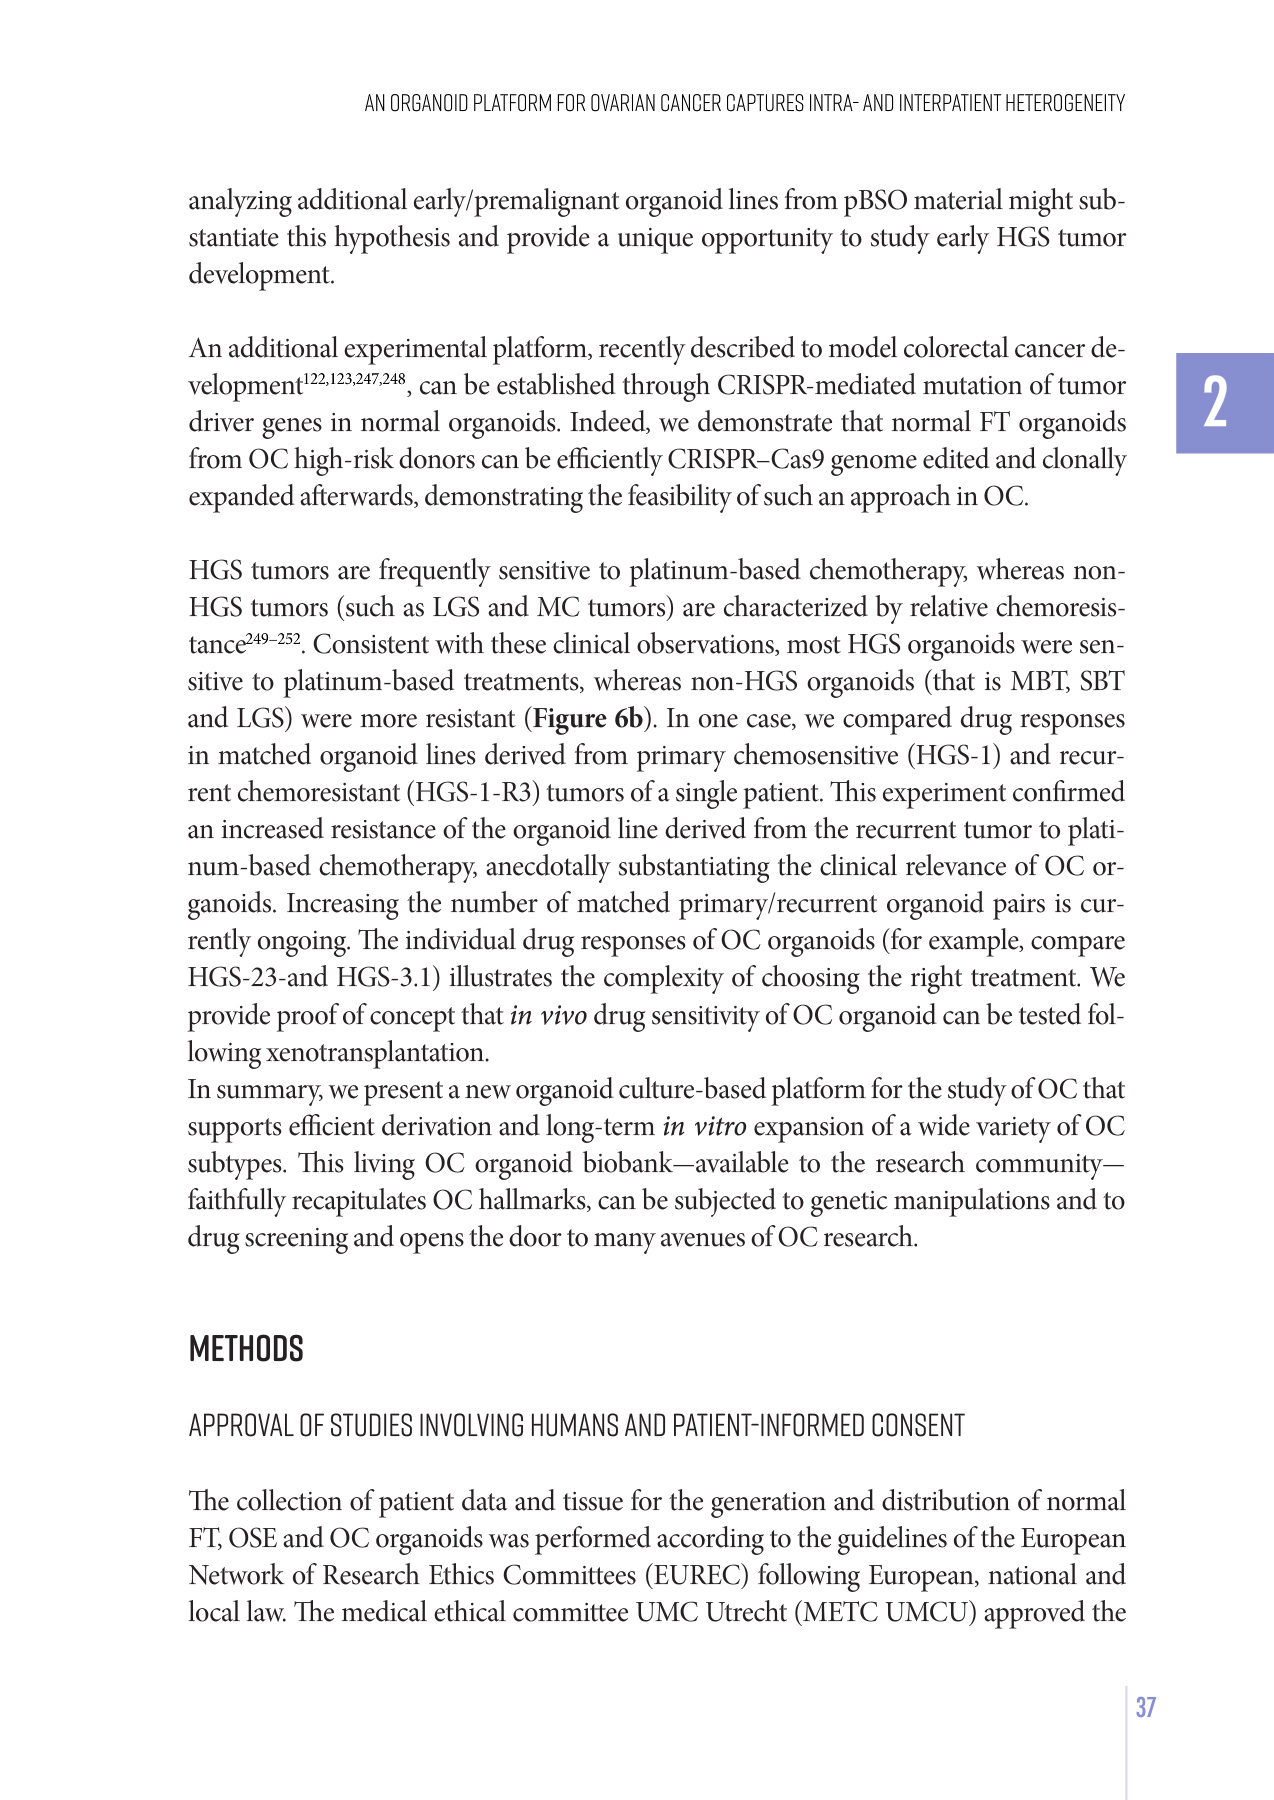 AN ORGANOID PLATFORM FOR OVARIAN CANCER CAPTURES INTRA- AND INTERPATIENT HETEROGENEITY
analyzing additional early/premalignant organoid lines from pBSO material might sub-
stantiate this hypothesis and provide a unique opportunity to study early HGS tumor
development.
An additional experimental platform, recently described to model colorectal cancer de-
velopment122,123,247,248, can be established through CRISPR-mediated mutation of tumor
driver genes in normal organoids. Indeed, we demonstrate that normal FT organoids
from OC high-risk donors can be efficiently CRISPR–Cas9 genome edited and clonally
expanded afterwards, demonstrating the feasibility of such an approach in OC.
2
HGS tumors are frequently sensitive to platinum-based chemotherapy, whereas non-
HGS tumors (such as LGS and MC tumors) are characterized by relative chemoresis-
tance249–252. Consistent with these clinical observations, most HGS organoids were sen-
sitive to platinum-based treatments, whereas non-HGS organoids (that is MBT, SBT
and LGS) were more resistant (Figure 6b). In one case, we compared drug responses
in matched organoid lines derived from primary chemosensitive (HGS-1) and recur-
rent chemoresistant (HGS-1-R3) tumors of a single patient. This experiment confirmed
an increased resistance of the organoid line derived from the recurrent tumor to plati-
num-based chemotherapy, anecdotally substantiating the clinical relevance of OC or-
ganoids. Increasing the number of matched primary/recurrent organoid pairs is cur-
rently ongoing. The individual drug responses of OC organoids (for example, compare
HGS-23-and HGS-3.1) illustrates the complexity of choosing the right treatment. We
provide proof of concept that in vivo drug sensitivity of OC organoid can be tested fol-
lowing xenotransplantation.
In summary, we present a new organoid culture-based platform for the study of OC that
supports efficient derivation and long-term in vitro expansion of a wide variety of OC
subtypes. This living OC organoid biobank—available to the research community—
faithfully recapitulates OC hallmarks, can be subjected to genetic manipulations and to
drug screening and opens the door to many avenues of OC research.
METHODS
APPROVAL OF STUDIES INVOLVING HUMANS AND PATIENT-INFORMED CONSENT
The collection of patient data and tissue for the generation and distribution of normal
FT, OSE and OC organoids was performed according to the guidelines of the European
Network of Research Ethics Committees (EUREC) following European, national and
local law. The medical ethical committee UMC Utrecht (METC UMCU) approved the
37